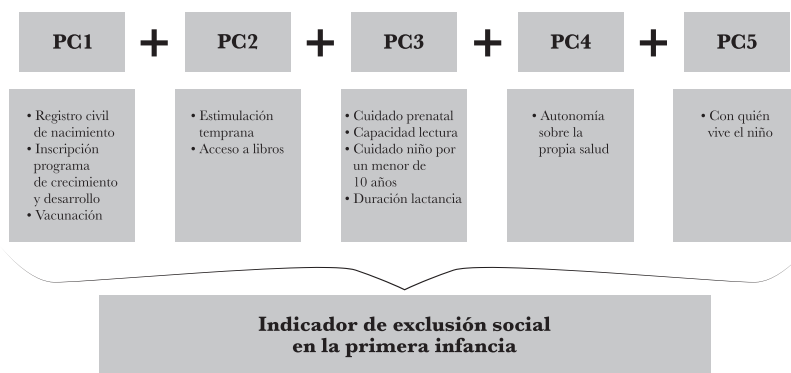 PC1 + PC2 + PC3 + PC4 + PC5
• Registro civil
de nacimiento
• Inscripción
programa
de crecimiento
y desarrollo
• Vacunación
• Estimulación
temprana
• Acceso a libros
• Cuidado prenatal
• Capacidad lectura
• Cuidado niño por
un menor de
10 años
• Duración lactancia
• Autonomía
sobre la
propia salud
• Con quién
vive el niño
Indicador de exclusión social
en la primera infancia